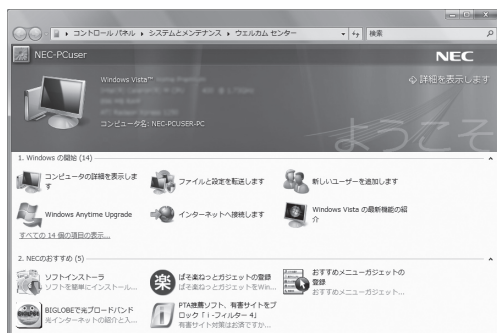 コントロール パネル ▸ システムとメンテナンス ▸ ウエルカム センター
検索
NEC-PCuser
NEC
Windows Vista™
詳細を表示します
コンピュータ名: NEC-PCUSER-PC
ようこそ
1. Windows の開始 (14)
コンピュータの詳細を表示します
ファイルと設定を転送します
新しいユーザーを追加します
Windows Anytime Upgrade
インターネットへ接続します
Windows Vista の最新機能の紹介
すべての 14 個の項目の表示...
2. NECのおすすめ (5)
ソフトインストーラ
ソフトを簡単にインストール...
ぱそ楽ねっとガジェットの登録
ぱそ楽ねっとガジェットをWin...
おすすめメニューガジェットの登録
おすすめメニューガジェット...
BIGLOBEで光ブロードバンド
光インターネットの紹介と入...
PTA推薦ソフト、有害サイトをブロック「i -フィルター 4」
有害サイト対策はお済ですか...